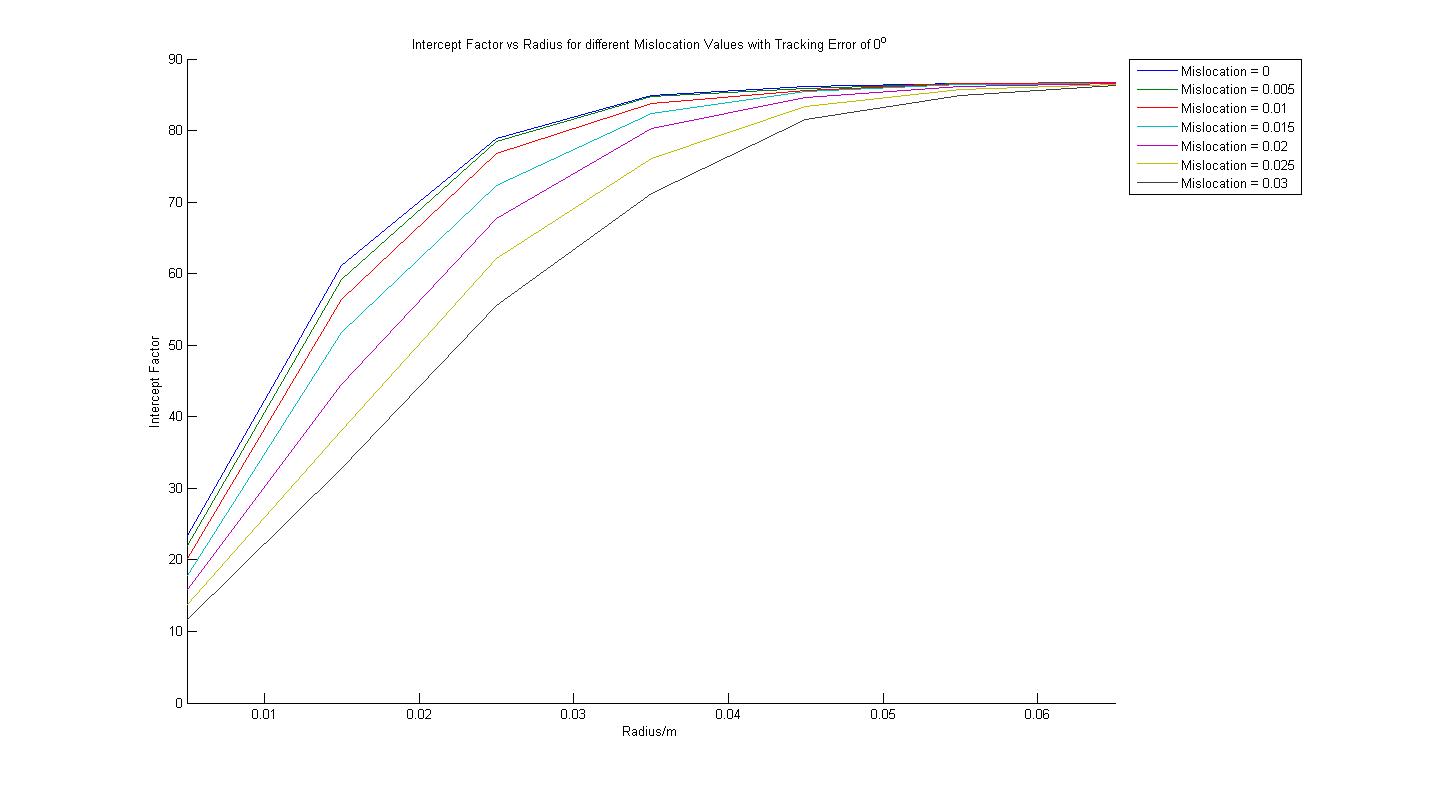 Intercept Factor vs Radius for different Mislocation Values with Tracking Error of 0º
90
80
70
60
50
40
30
20
10
0
Intercept Factor
0.01
0.02
0.03
0.04
0.05
0.06
Radius/m
Mislocation = 0
Mislocation = 0.005
Mislocation = 0.01
Mislocation = 0.015
Mislocation = 0.02
Mislocation = 0.025
Mislocation = 0.03